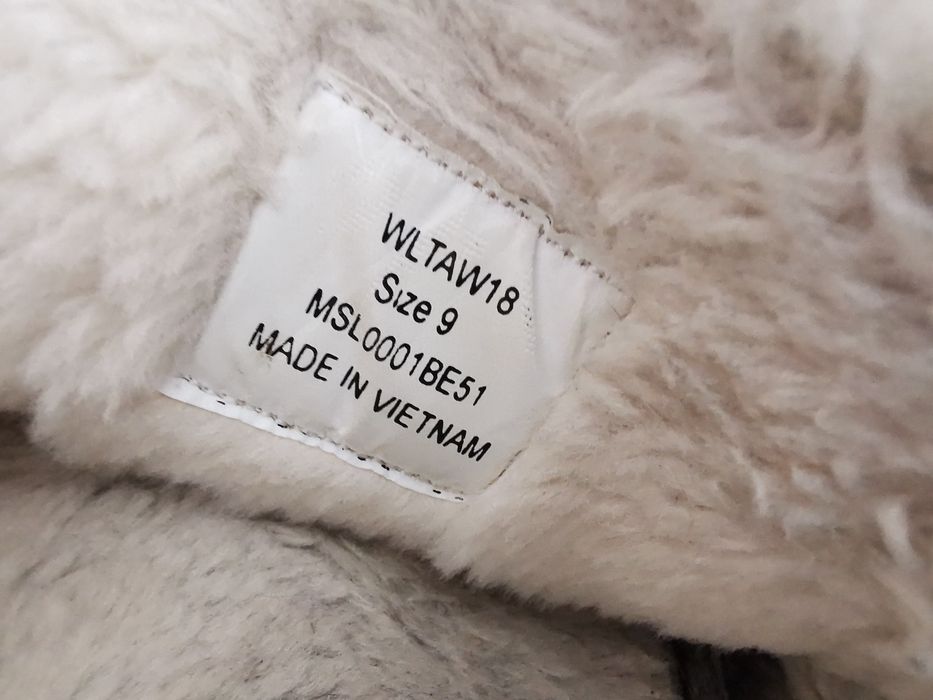 WLTAW18
Size 9
MSL0001BE51
MADE IN VIETNAM